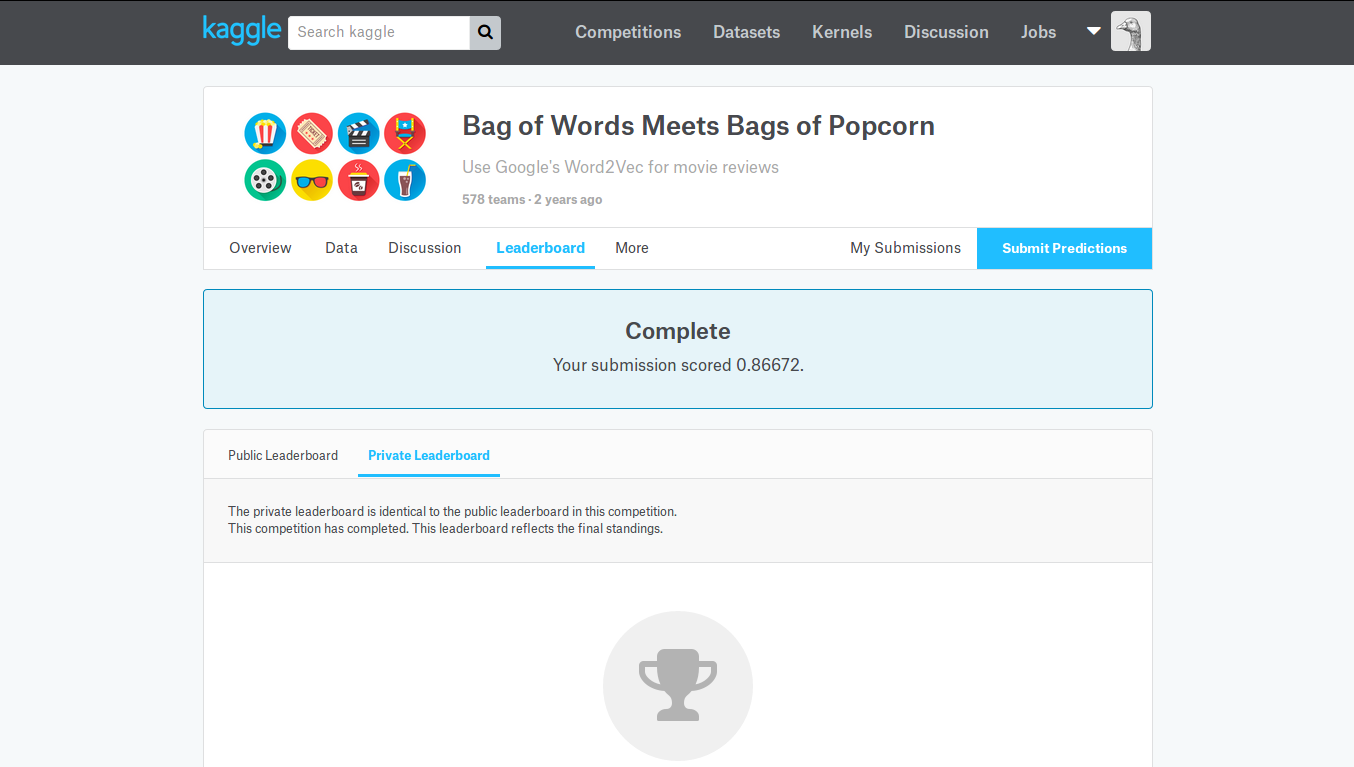 kaggle Search kaggle Competitions Datasets Kernels Discussion Jobs
Bag of Words Meets Bags of Popcorn
Use Google's Word2Vec for movie reviews
578 teams · 2 years ago
Overview Data Discussion Leaderboard More My Submissions Submit Predictions
Complete
Your submission scored 0.86672.
Public Leaderboard Private Leaderboard
The private leaderboard is identical to the public leaderboard in this competition.
This competition has completed. This leaderboard reflects the final standings.